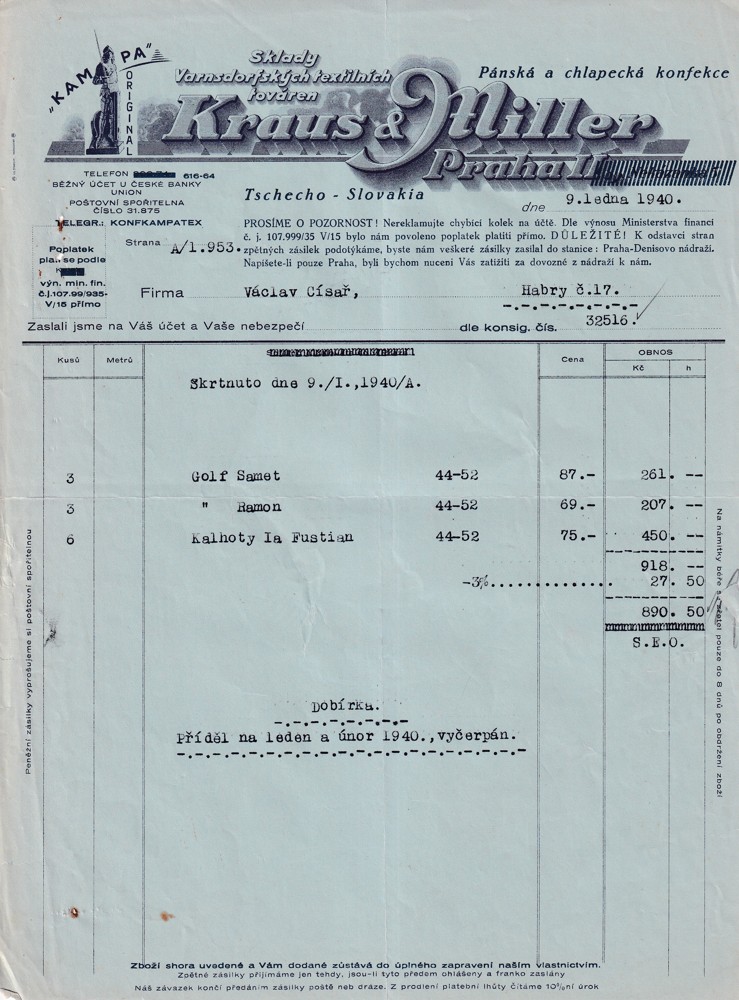 "KAMPA"
ORIGINAL
Sklady
Varnsdorfských textilních
továren
Pánská a chlapecká konfekce
Kraus & Miller
Praha II
TELEFON 616-64
BĚŽNÝ ÚČET U ČESKÉ BANKY
UNION
POŠTOVNÍ SPOŘITELNA
ČÍSLO 31.875
TELEGR.: KONFKAMPATEX
Tschecho - Slovakia
dne 9.ledna 1940.
Poplatek
podle
výn. min. fin.
č.j.107.99/935-
V/15 přímo
Strana A/1.953.
PROSÍME O POZORNOST! Nereklamujte chybící kolek na účtě. Dle výnosu Ministerstva financí
č. j. 107.999/35 V/15 bylo nám povoleno poplatek platiti přímo. DŮLEŽITÉ! K odstavci stran
zpětných zásilek podotýkáme, byste nám veškeré zásilky zasílal do stanice: Praha-Denisovo nádraží.
Napíšete-li pouze Praha, byli bychom nuceni Vás zatížiti za dovozné z nádraží k nám.
Firma Václav Císař, Habry č.17.
Zaslali jsme na Váš účet a Vaše nebezpečí dle konsig. čís. 32516.
Kusů Metrů Cena OBNOS
Kč h
Skrtnuto dne 9./I.,1940/A.
3 Golf Samet 44-52 87.- 261. --
3 " Ramon 44-52 69.- 207. --
6 Kalhoty Ia Fustian 44-52 75.- 450. --
918. --
-3%............. 27. 50
890. 50
S.E.O.
Dobírka.
Příděl na leden a únor 1940.,vyčerpán.
Peněžní zásilky vyprošujeme si poštovní spořitelnou
Na námitky béře zřetel pouze do 8 dnů po obdržení zboží
Zboží shora uvedené a Vám dodané zůstává do úplného zapravení naším vlastnictvím.
Zpětné zásilky přijímáme jen tehdy, jsou-li tyto předem ohlášeny a franko zaslány
Náš závazek končí předáním zásilky poště neb dráze. Z prodlení platební lhůty čítáme 10%ní úrok